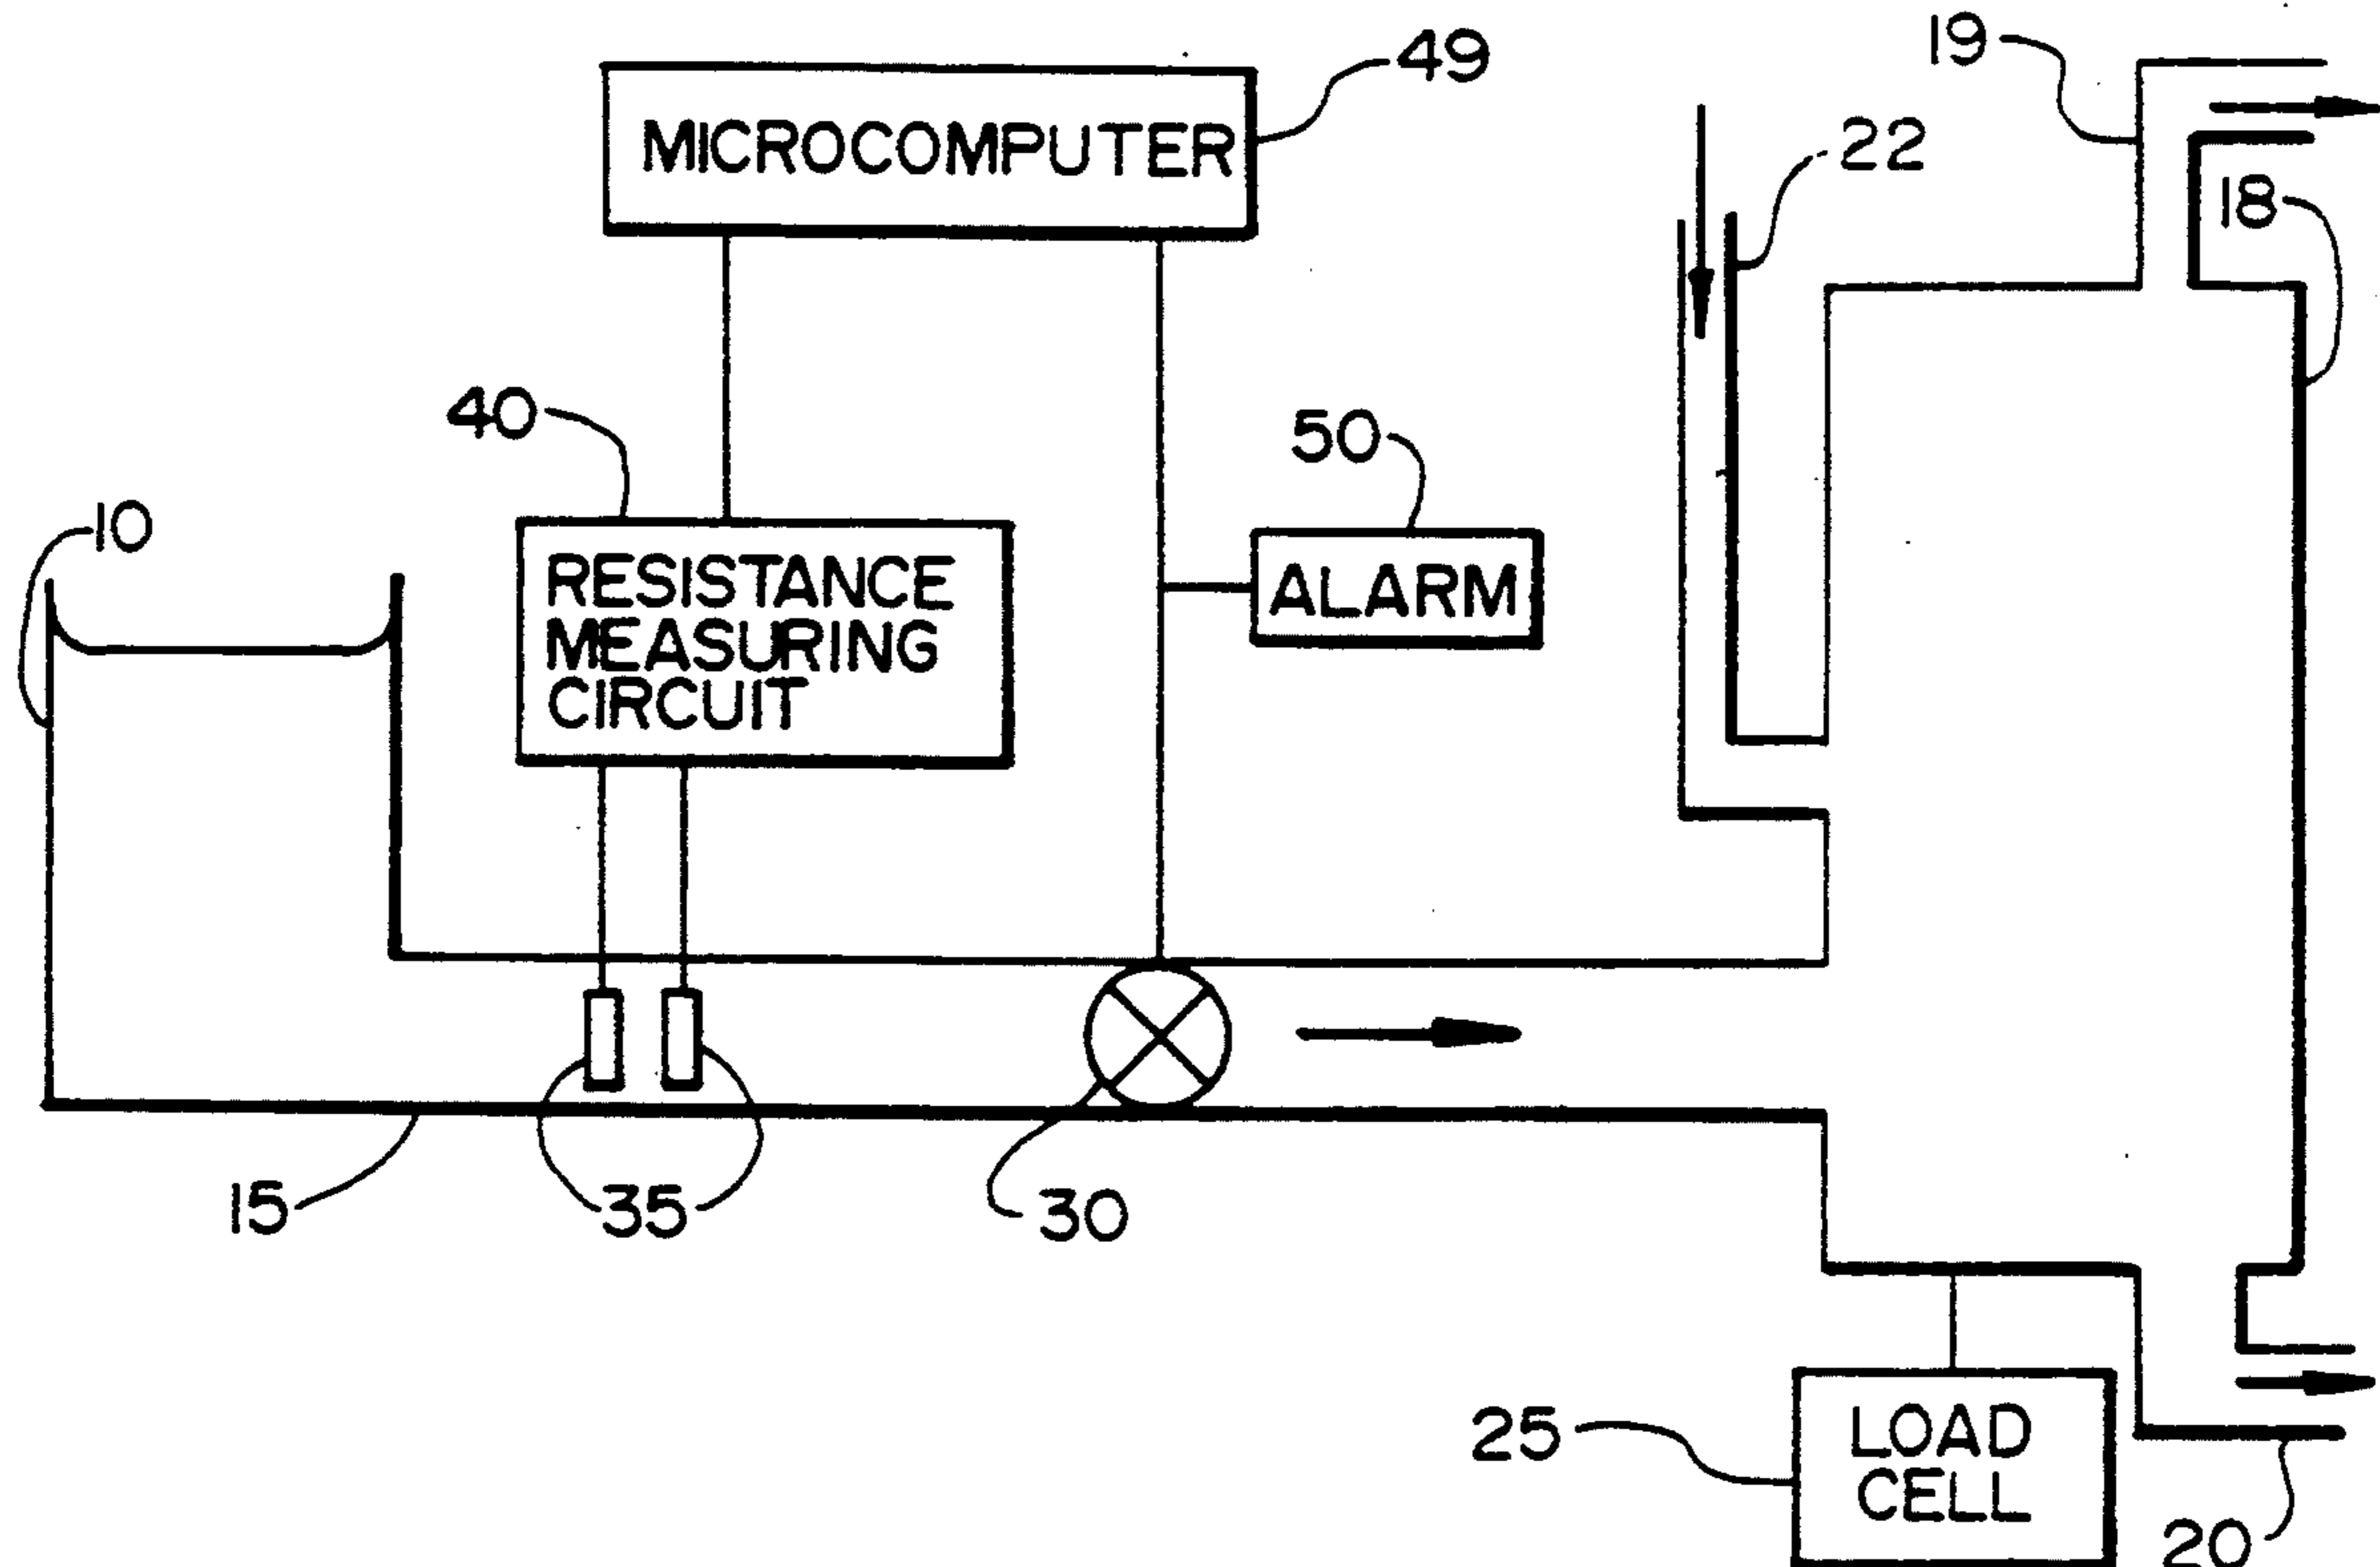 19
49
MICROCOMPUTER
22
18
40
50
10
RESISTANCE
MEASURING
CIRCUIT
ALARM
15
35
30
25
LOAD
CELL
20